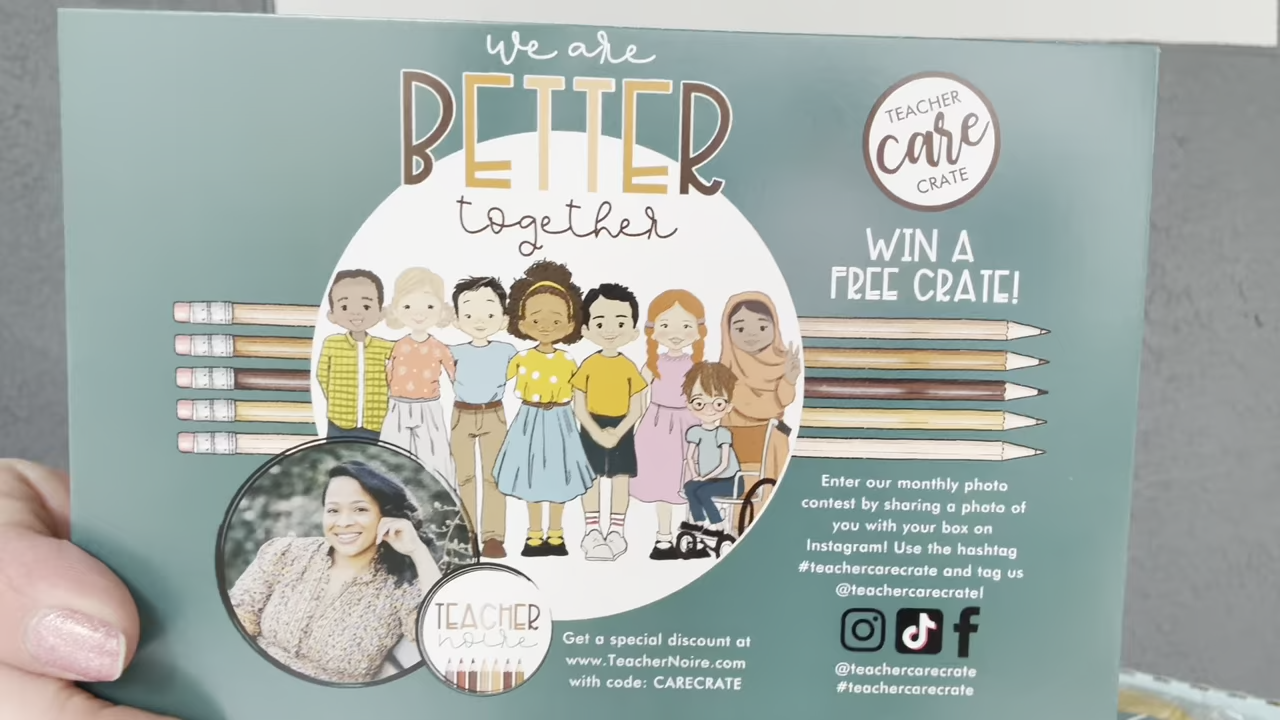 we are
BETTER
together
TEACHER
care
CRATE
WIN A
FREE CRATE!
Enter our monthly photo
contest by sharing a photo of
you with your box on
Instagram! Use the hashtag
#teachercarecrate and tag us
@teachercarecrate!
@teachercarecrate
#teachercarecrate
TEACHER
noire
Get a special discount at
www.TeacherNoire.com
with code: CARECRATE